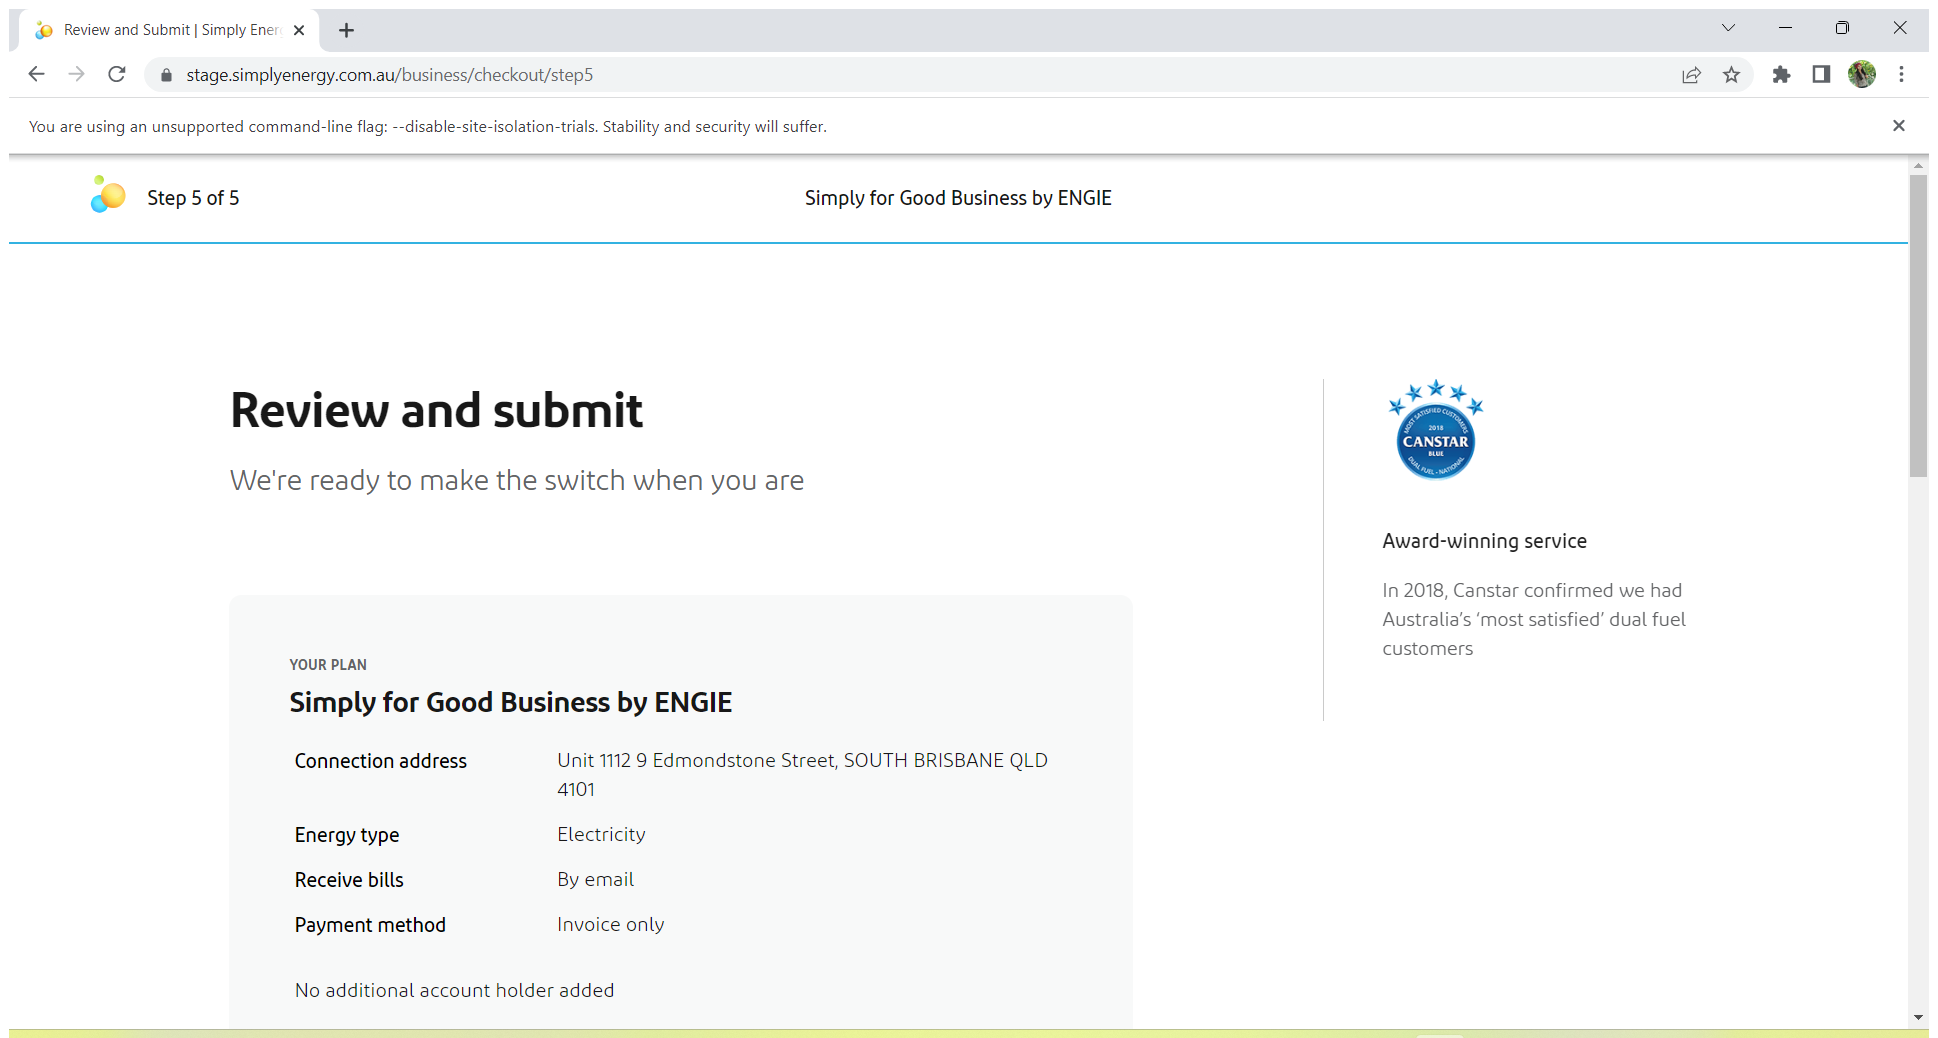 Review and Submit | Simply Ener
stage.simplyenergy.com.au/business/checkout/step5
You are using an unsupported command-line flag: --disable-site-isolation-trials. Stability and security will suffer.
Step 5 of 5
Simply for Good Business by ENGIE
Review and submit
We're ready to make the switch when you are
MOST SATISFIED CUSTOMERS
2018
CANSTAR
BLUE
DUAL FUEL - NATIONAL
Award-winning service
In 2018, Canstar confirmed we had
Australia’s ‘most satisfied’ dual fuel
customers
YOUR PLAN
Simply for Good Business by ENGIE
Connection address
Unit 1112 9 Edmondstone Street, SOUTH BRISBANE QLD
4101
Energy type
Electricity
Receive bills
By email
Payment method
Invoice only
No additional account holder added